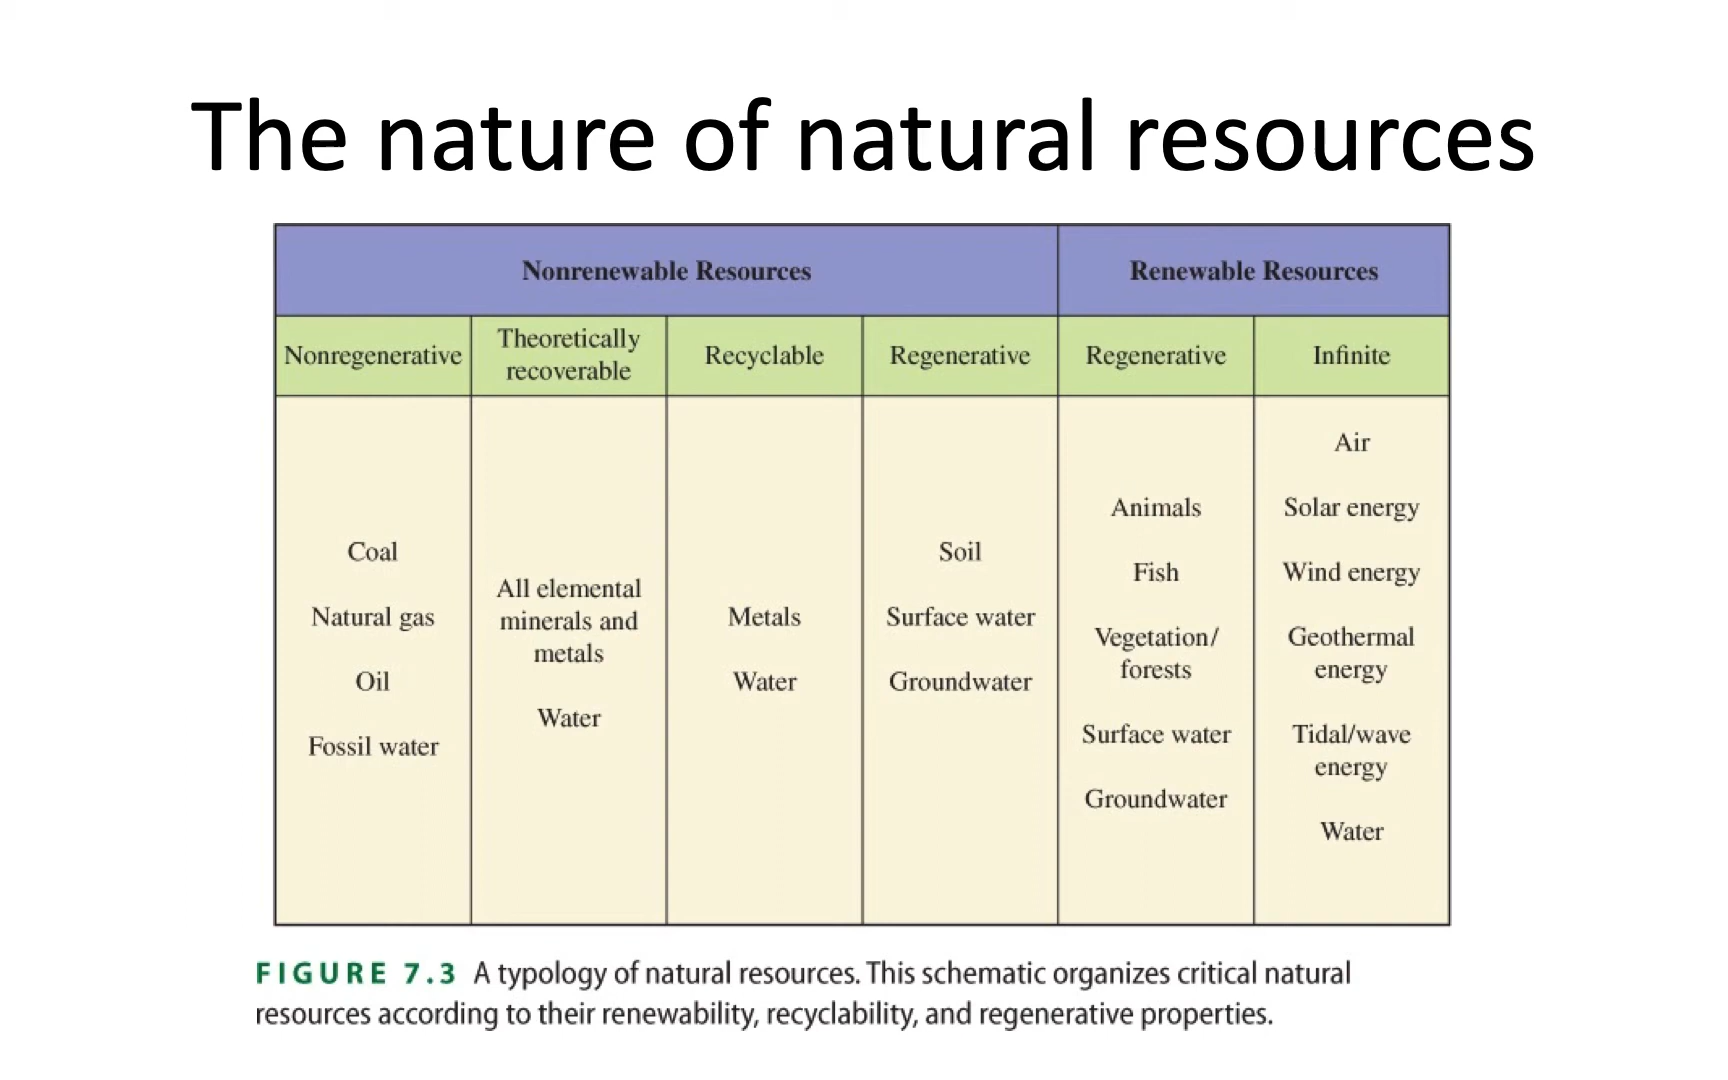 The nature of natural resources
Nonrenewable Resources
Renewable Resources
Nonregenerative
Theoretically
recoverable
Recyclable
Regenerative
Regenerative
Infinite
Coal
Natural gas
Oil
Fossil water
All elemental
minerals and
metals
Water
Metals
Water
Soil
Surface water
Groundwater
Animals
Fish
Vegetation/
forests
Surface water
Groundwater
Air
Solar energy
Wind energy
Geothermal
energy
Tidal/wave
energy
Water
FIGURE 7.3 A typology of natural resources. This schematic organizes critical natural
resources according to their renewability, recyclability, and regenerative properties.